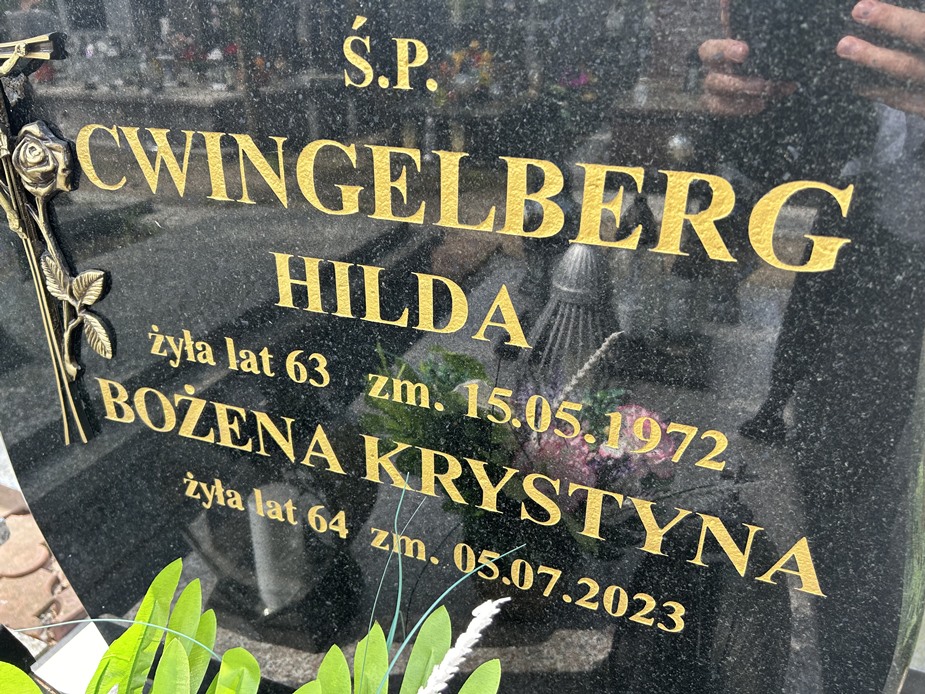 Ś.P.
CWINGELBERG
HILDA
żyła lat 63 zm. 15.05.1972
BOŻENA KRYSTYNA
żyła lat 64 zm. 05.07.2023